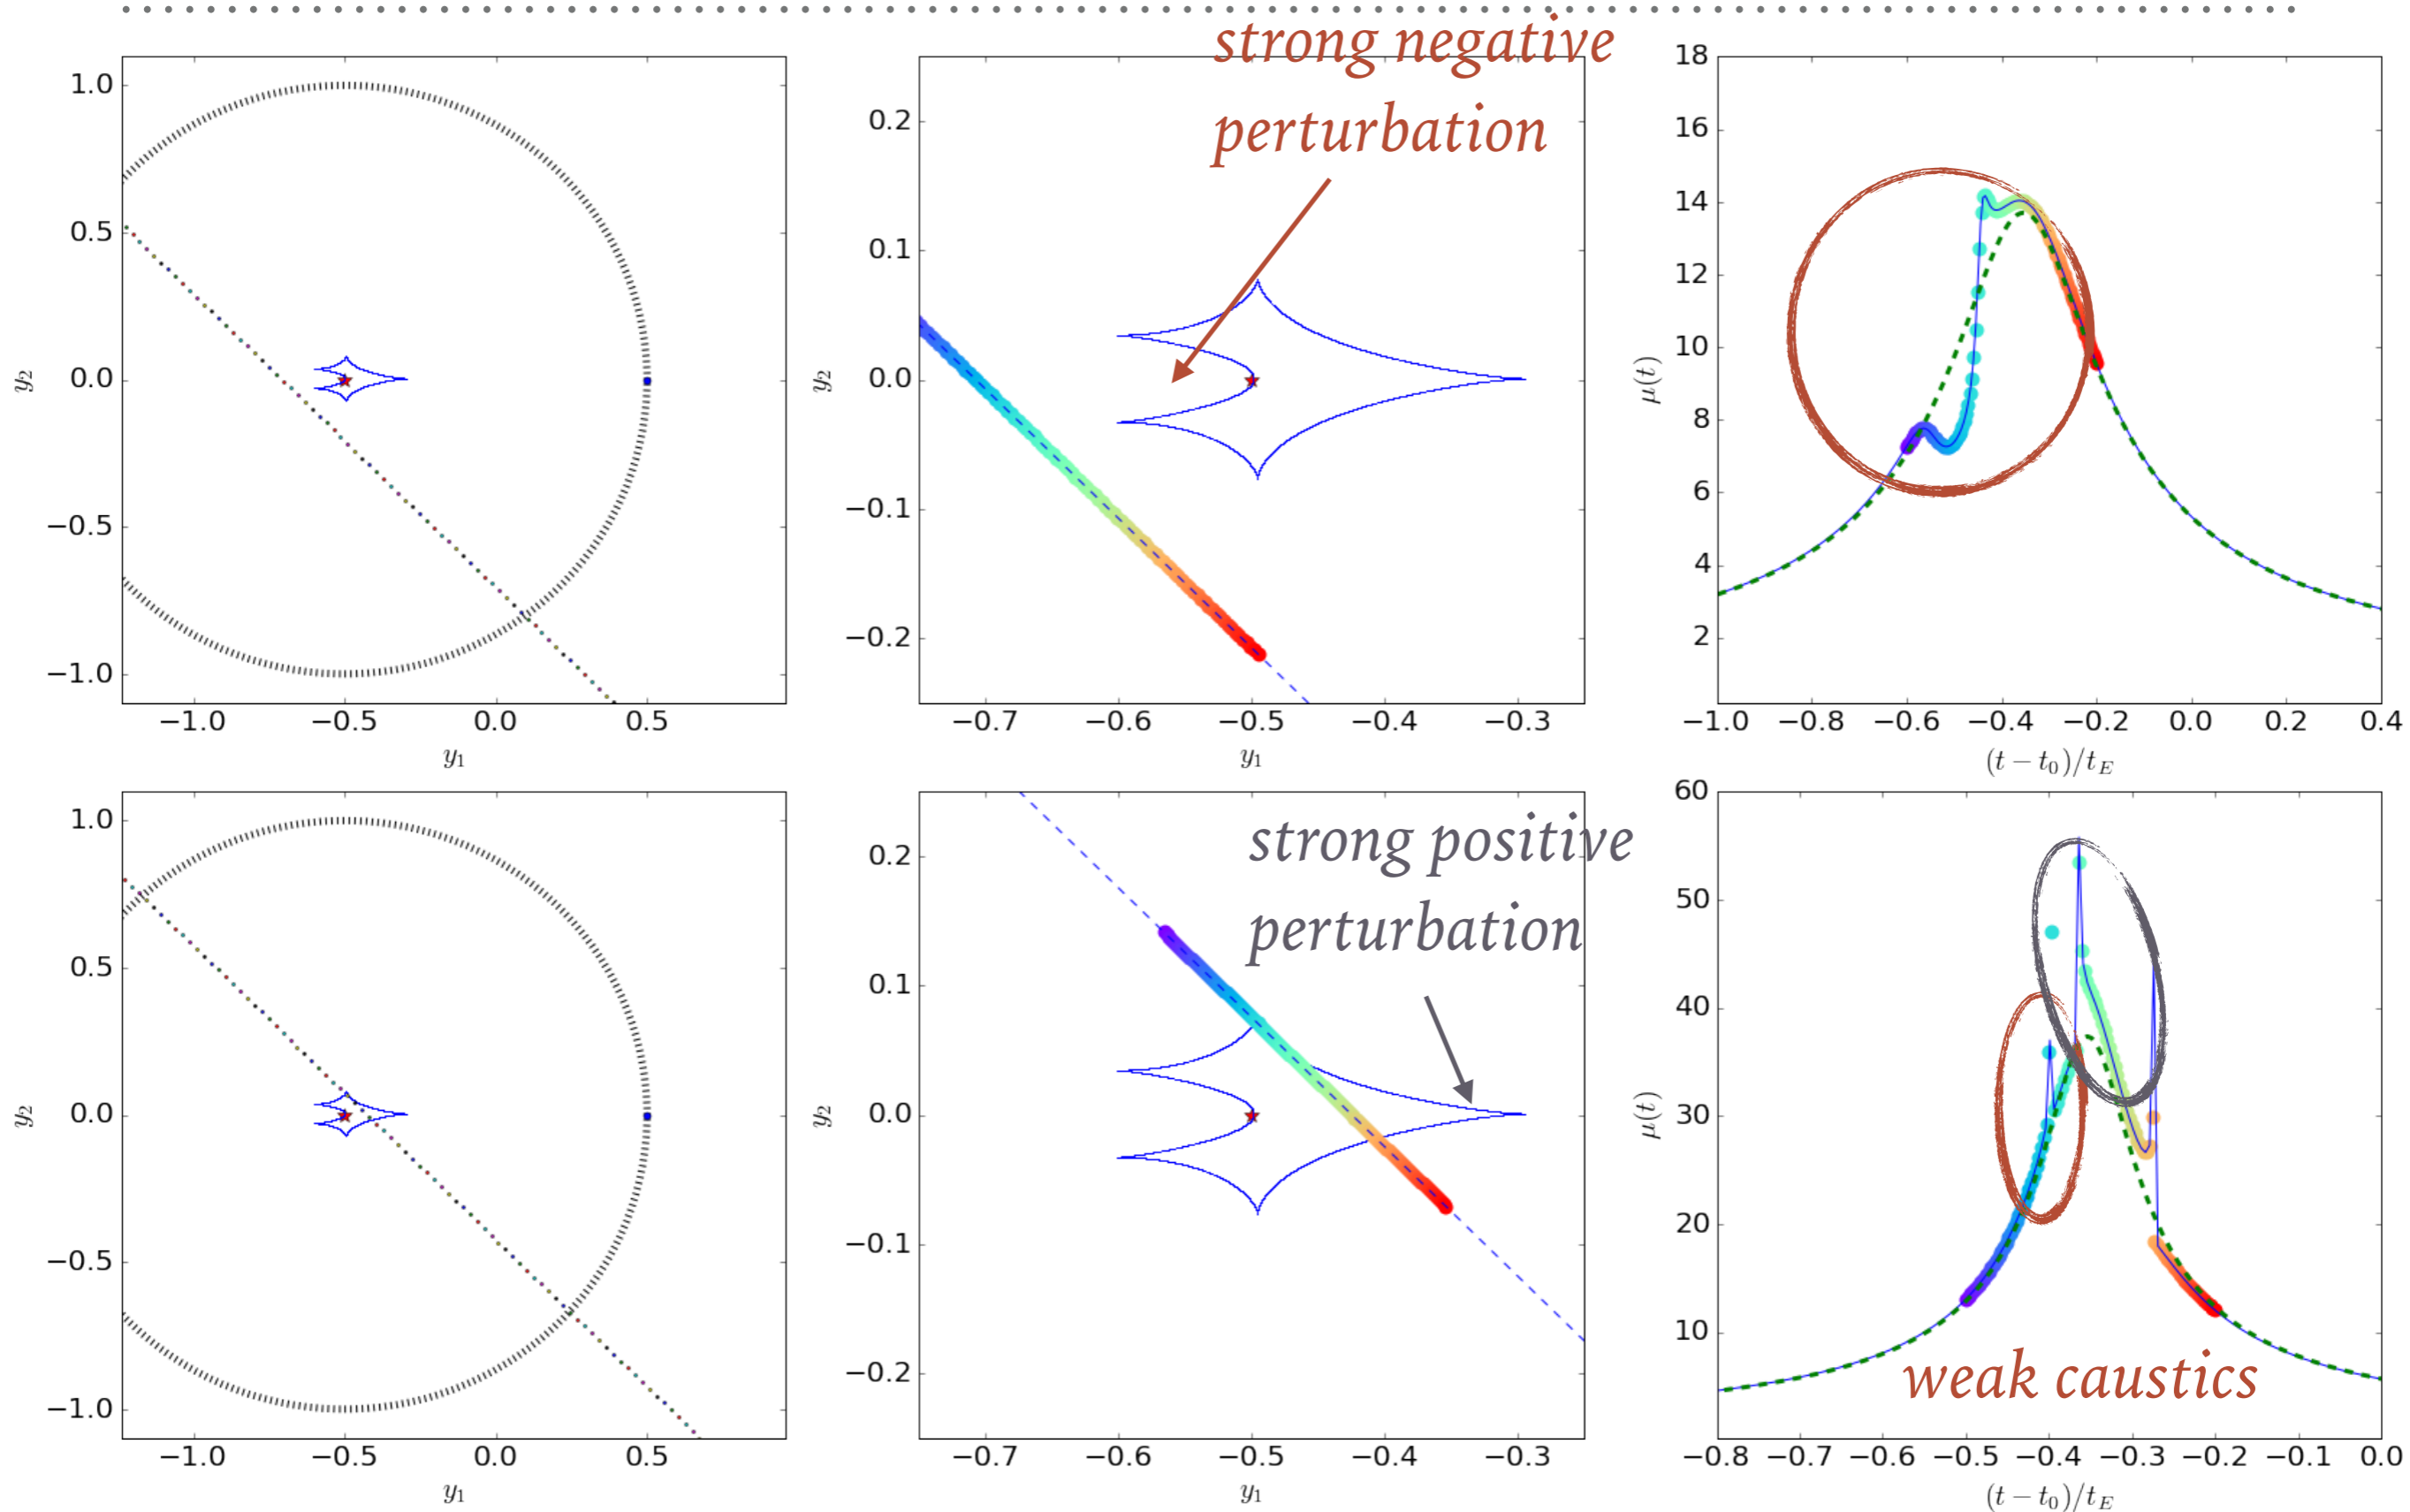 strong negative
perturbation
1.0
0.5
0.0
−0.5
−1.0
y₂
−1.0 −0.5 0.0 0.5
y₁
0.2
0.1
0.0
−0.1
−0.2
y₂
−0.7 −0.6 −0.5 −0.4 −0.3
y₁
18
16
14
12
10
8
6
4
2
μ(t)
−1.0 −0.8 −0.6 −0.4 −0.2 0.0 0.2 0.4
(t − t₀)/t_E
1.0
0.5
0.0
−0.5
−1.0
y₂
−1.0 −0.5 0.0 0.5
y₁
strong positive
perturbation
0.2
0.1
0.0
−0.1
−0.2
y₂
−0.7 −0.6 −0.5 −0.4 −0.3
y₁
60
50
40
30
20
10
μ(t)
weak caustics
−0.8 −0.7 −0.6 −0.5 −0.4 −0.3 −0.2 −0.1 0.0
(t − t₀)/t_E